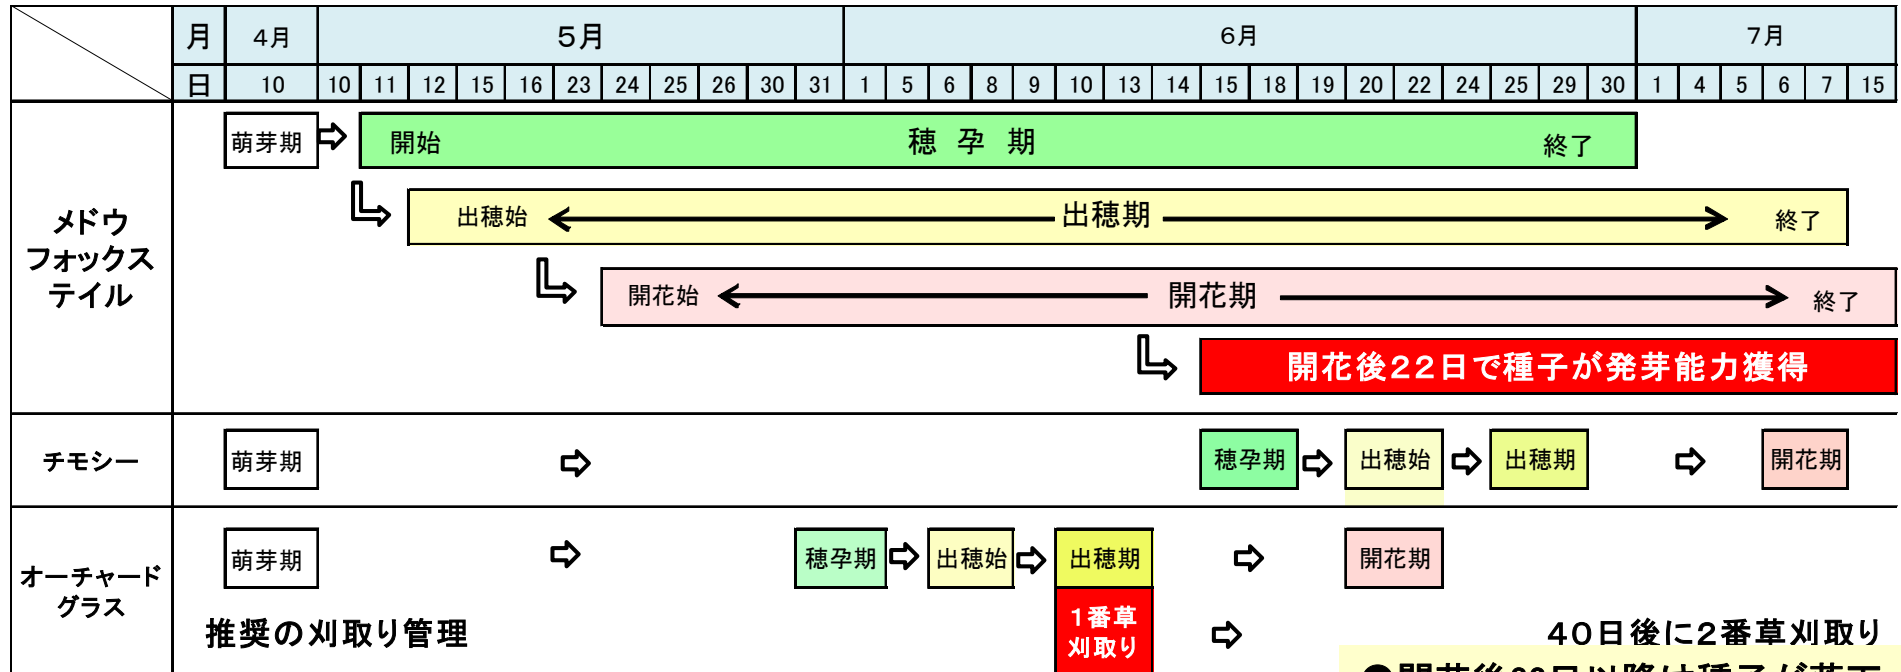 月 4月 5月 6月 7月
日 10 10 11 12 15 16 23 24 25 26 30 31 1 5 6 8 9 10 13 14 15 18 19 20 22 24 25 29 30 1 4 5 6 7 15
メドウ
フォックス
テイル
萌芽期 開始 穂孕期 終了
出穂始 出穂期 終了
開花始 開花期 終了
開花後22日で種子が発芽能力獲得
チモシー 萌芽期 穂孕期 出穂始 出穂期 開花期
オーチャード
グラス
萌芽期 穂孕期 出穂始 出穂期 開花期
推奨の刈取り管理
1番草
刈取り
40日後に2番草刈取り